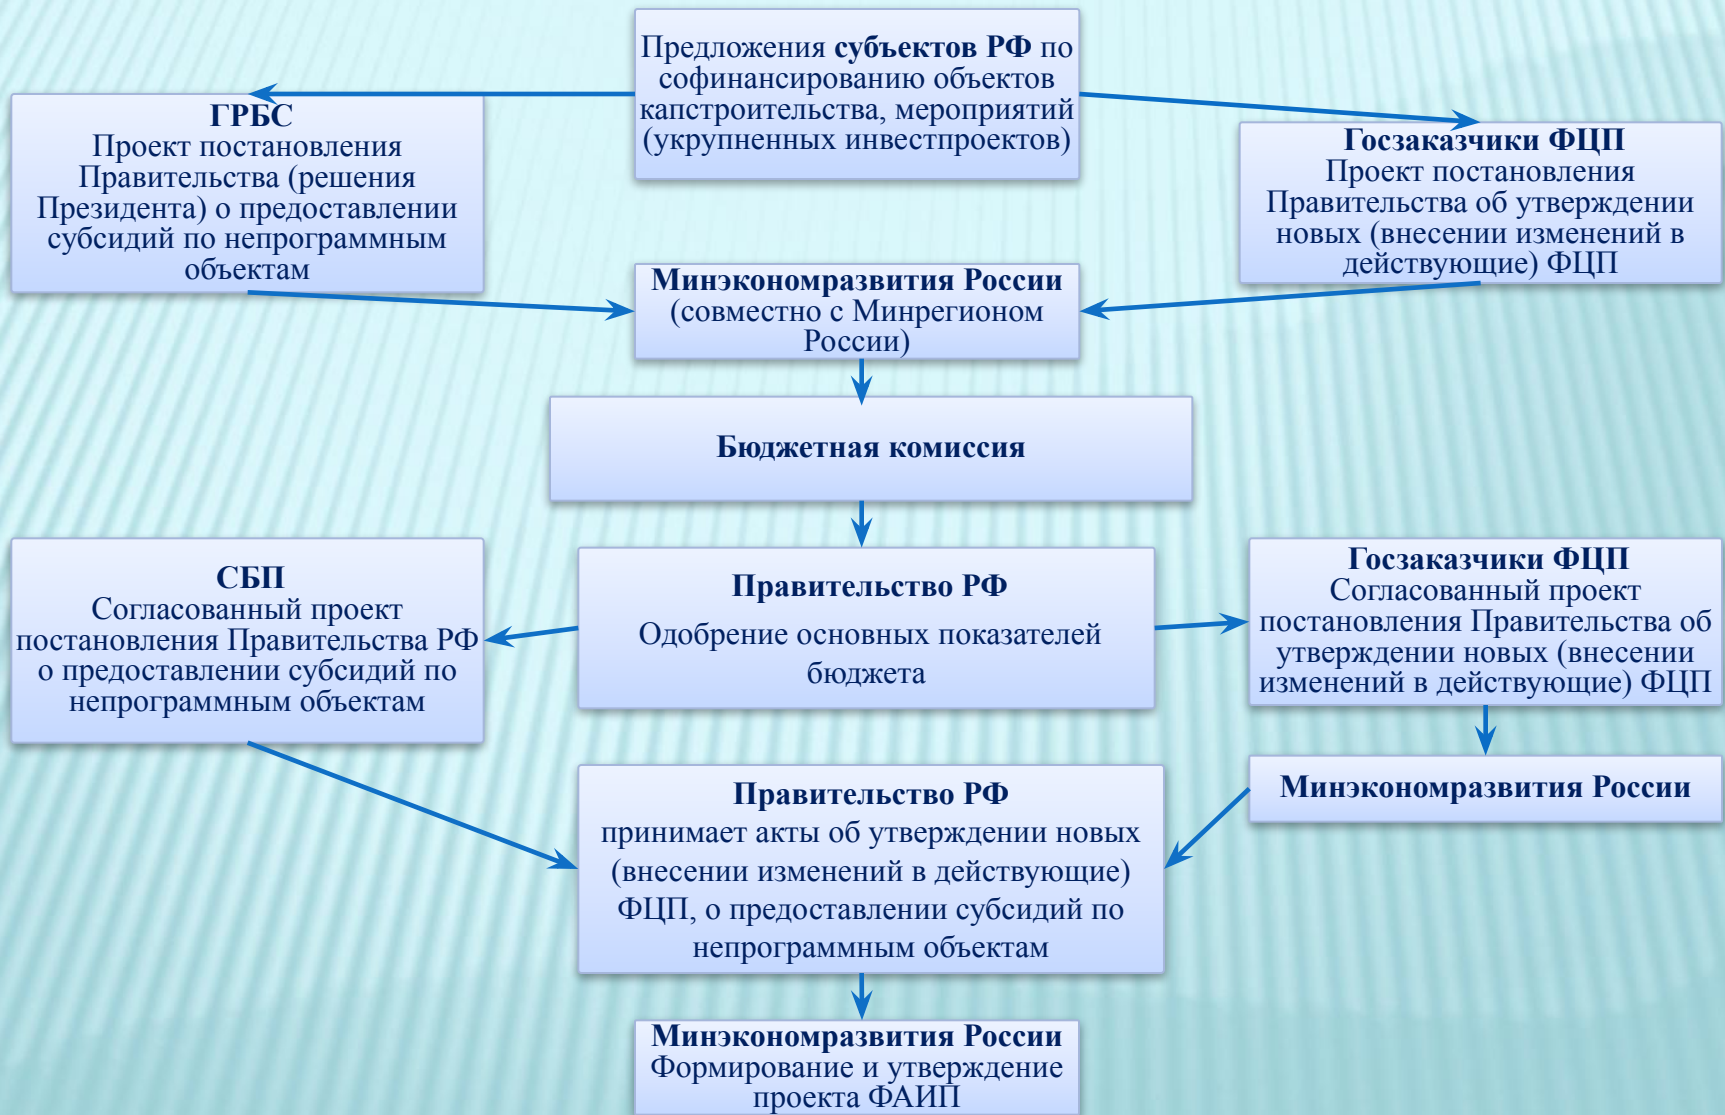 Предложения субъектов РФ по
софинансированию объектов
капстроительства, мероприятий
(укрупненных инвестпроектов)
ГРБС
Проект постановления
Правительства (решения
Президента) о предоставлении
субсидий по непрограммным
объектам
Госзаказчики ФЦП
Проект постановления
Правительства об утверждении
новых (внесении изменений в
действующие) ФЦП
Минэкономразвития России
(совместно с Минрегионом
России)
Бюджетная комиссия
СБП
Согласованный проект
постановления Правительства РФ
о предоставлении субсидий по
непрограммным объектам
Правительство РФ
Одобрение основных показателей
бюджета
Госзаказчики ФЦП
Согласованный проект
постановления Правительства об
утверждении новых (внесении
изменений в действующие) ФЦП
Минэкономразвития России
Правительство РФ
принимает акты об утверждении новых
(внесении изменений в действующие)
ФЦП, о предоставлении субсидий по
непрограммным объектам
Минэкономразвития России
Формирование и утверждение
проекта ФАИП